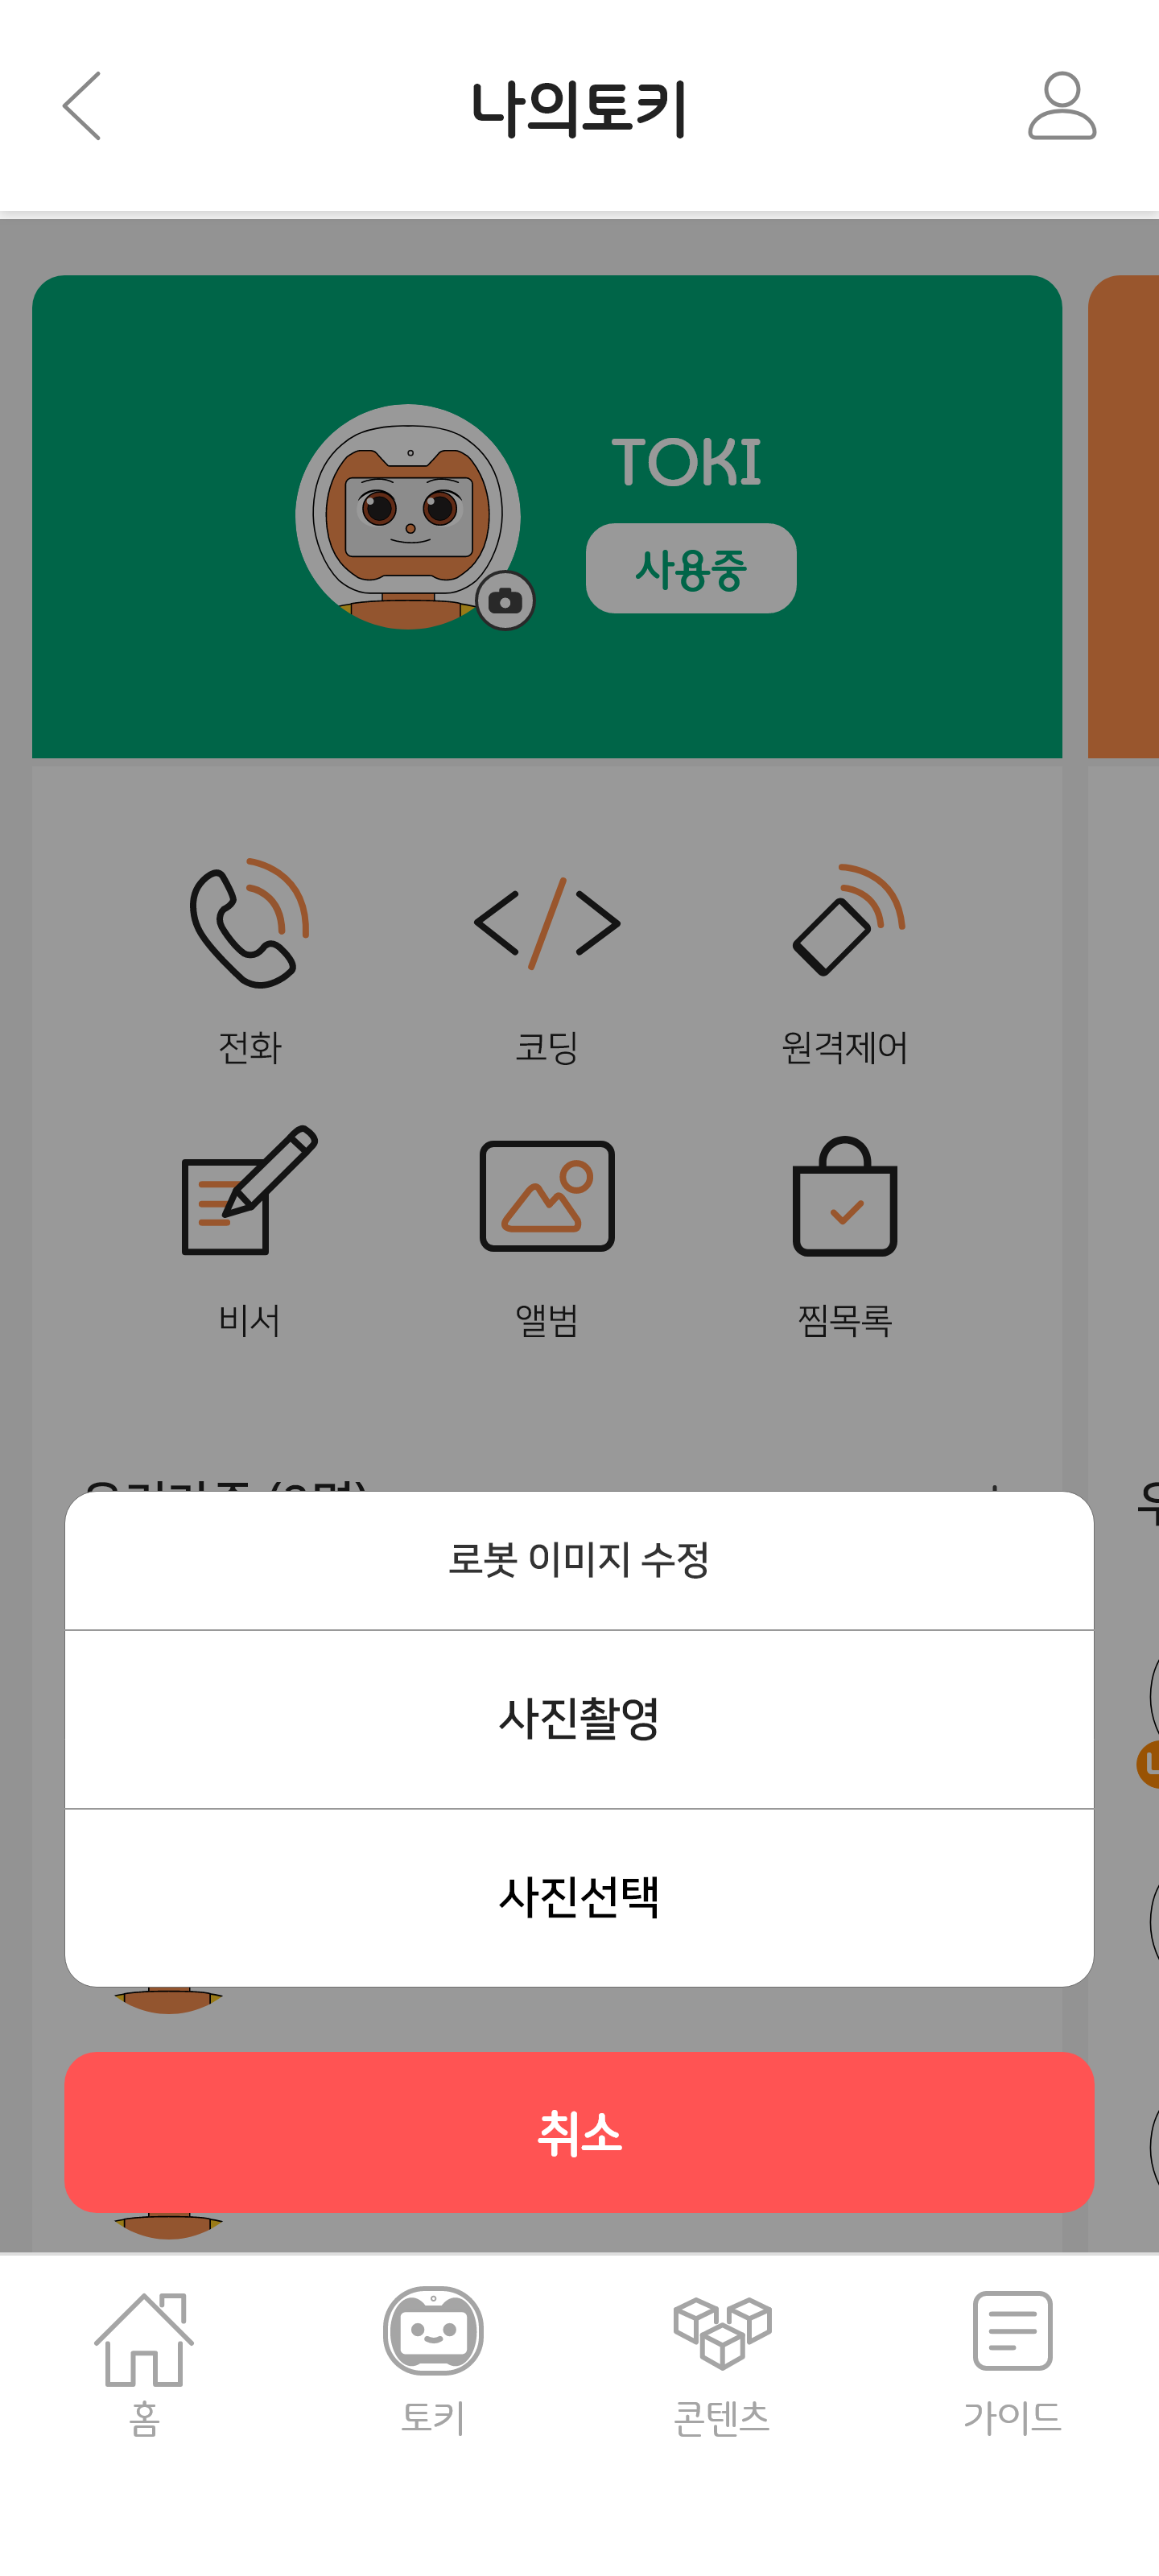 나의토키
TOKI
사용중
전화
코딩
원격제어
비서
앨범
찜목록
로봇 이미지 수정
사진촬영
사진선택
취소
홈
토키
콘텐츠
가이드